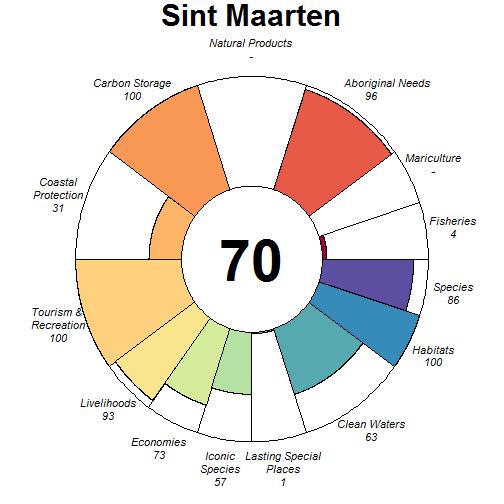 Sint Maarten
Natural Products
-
Carbon Storage
100
Aboriginal Needs
96
Mariculture
-
Coastal
Protection
31
Fisheries
4
70
Species
86
Tourism &
Recreation
100
Habitats
100
Livelihoods
93
Clean Waters
63
Economies
73
Iconic
Species
57
Lasting Special
Places
1